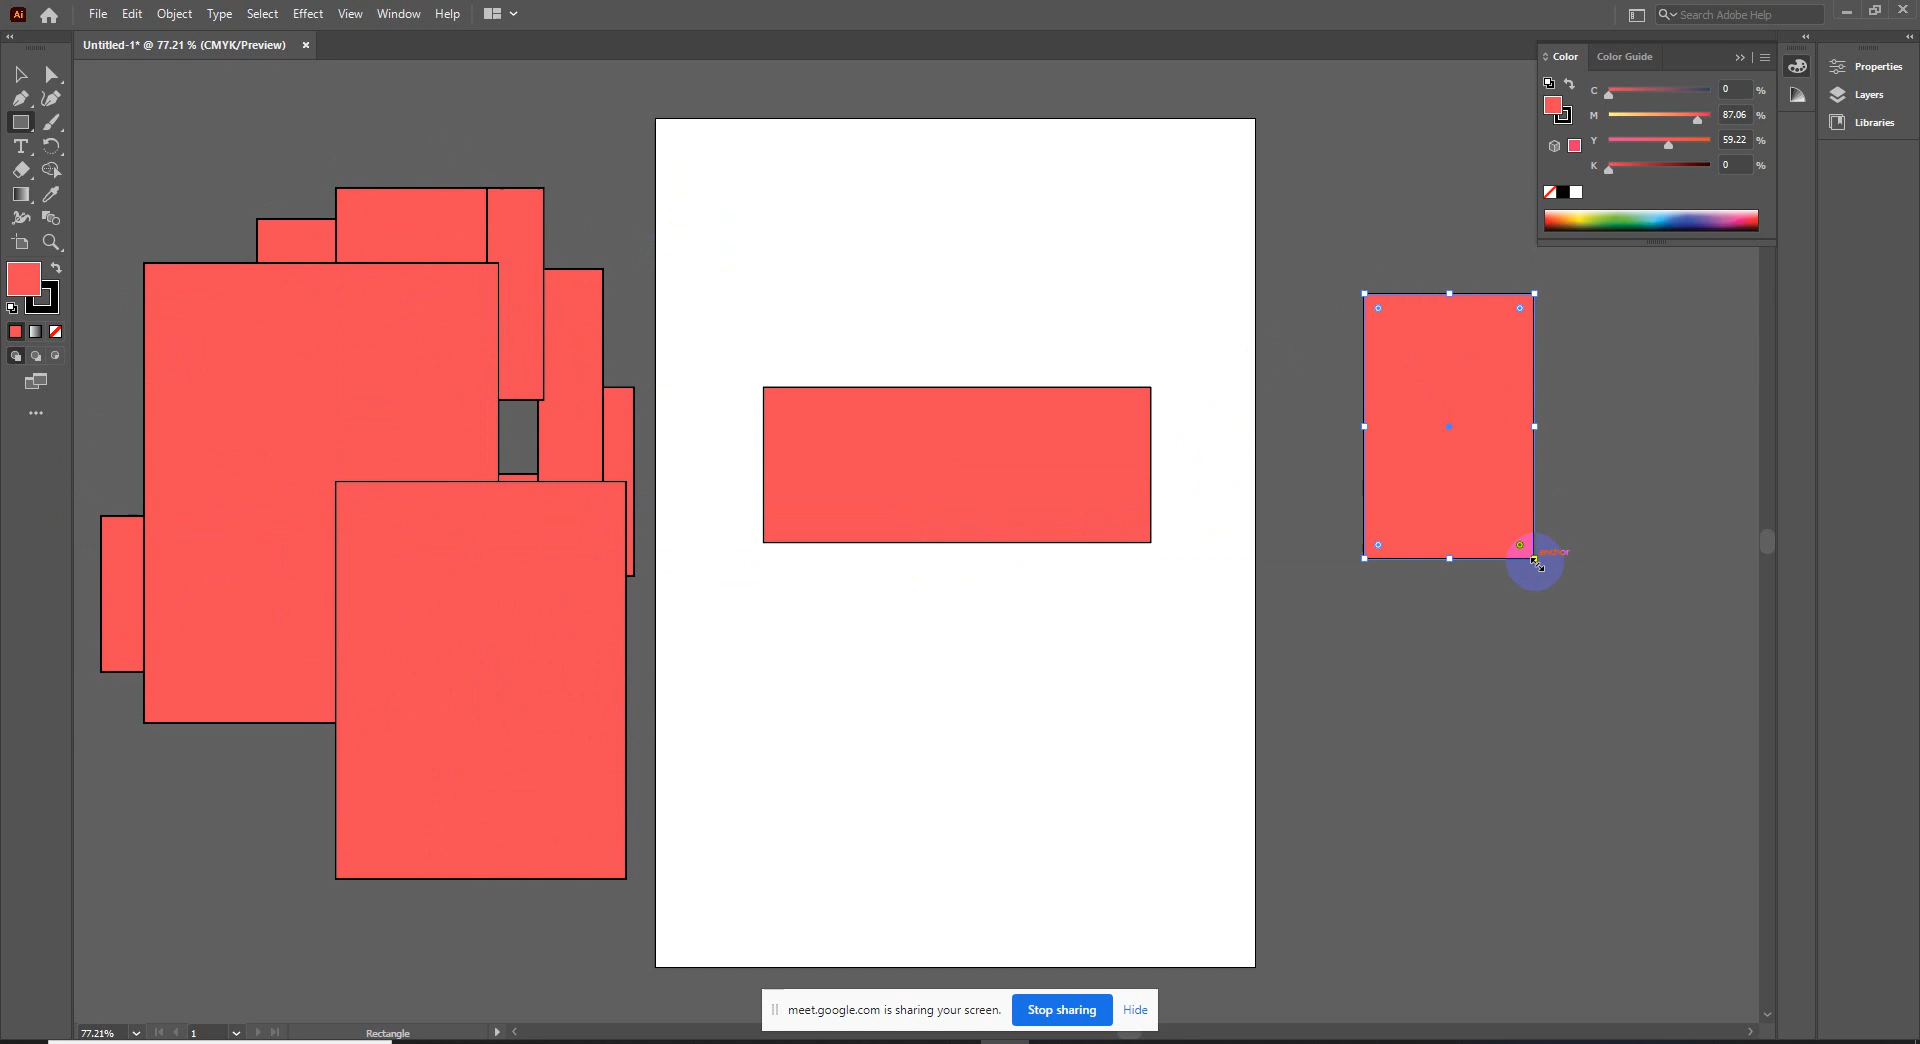 Ai File Edit Object Type Select Effect View Window Help Search Adobe Help
Untitled-1* @ 77.21 % (CMYK/Preview) ×
Color Color Guide
C 0 %
M 87.06 %
Y 59.22 %
K 0 %
Properties
Layers
Libraries
T
anchor
meet.google.com is sharing your screen. Stop sharing Hide
77.21% 1 Rectangle